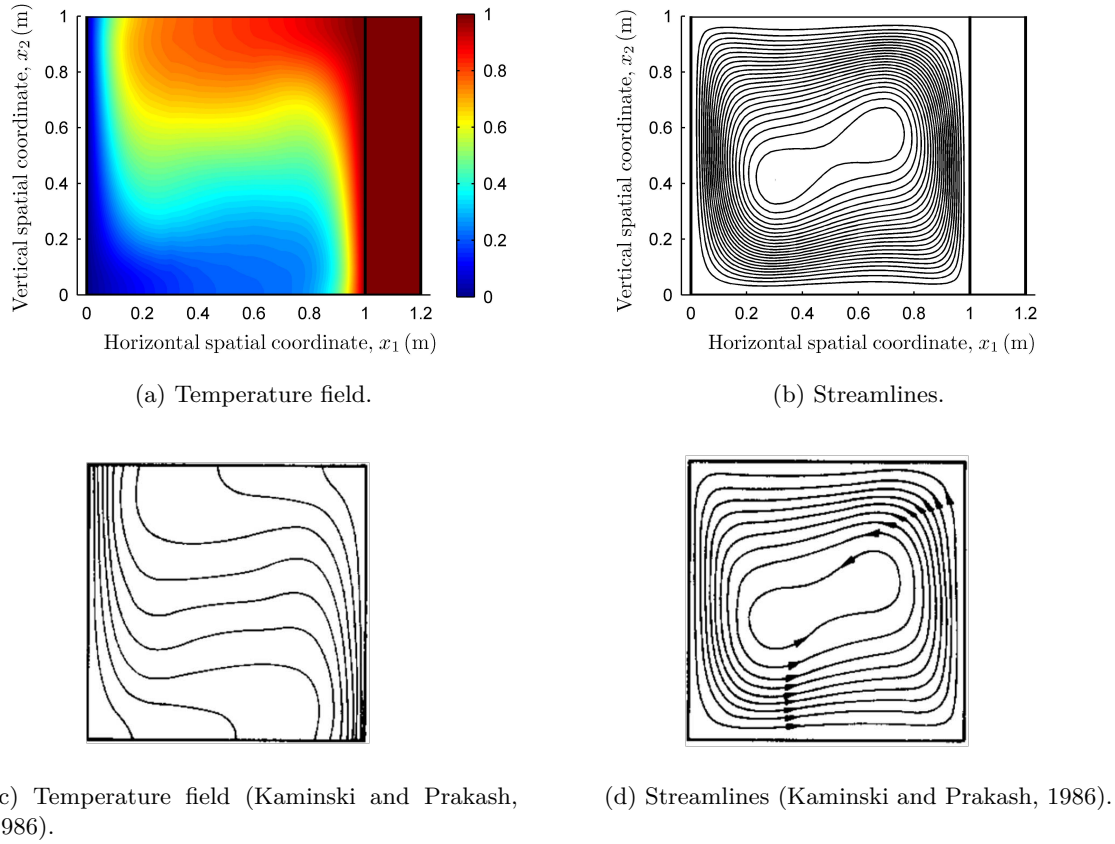 Vertical spatial coordinate, x2 (m)
1
0.8
0.6
0.4
0.2
0
0 0.2 0.4 0.6 0.8 1 1.2
Horizontal spatial coordinate, x1 (m)
1
0.8
0.6
0.4
0.2
0
(a) Temperature field.
Vertical spatial coordinate, x2 (m)
1
0.8
0.6
0.4
0.2
0
0 0.2 0.4 0.6 0.8 1 1.2
Horizontal spatial coordinate, x1 (m)
(b) Streamlines.
c) Temperature field (Kaminski and Prakash,
986).
(d) Streamlines (Kaminski and Prakash, 1986).